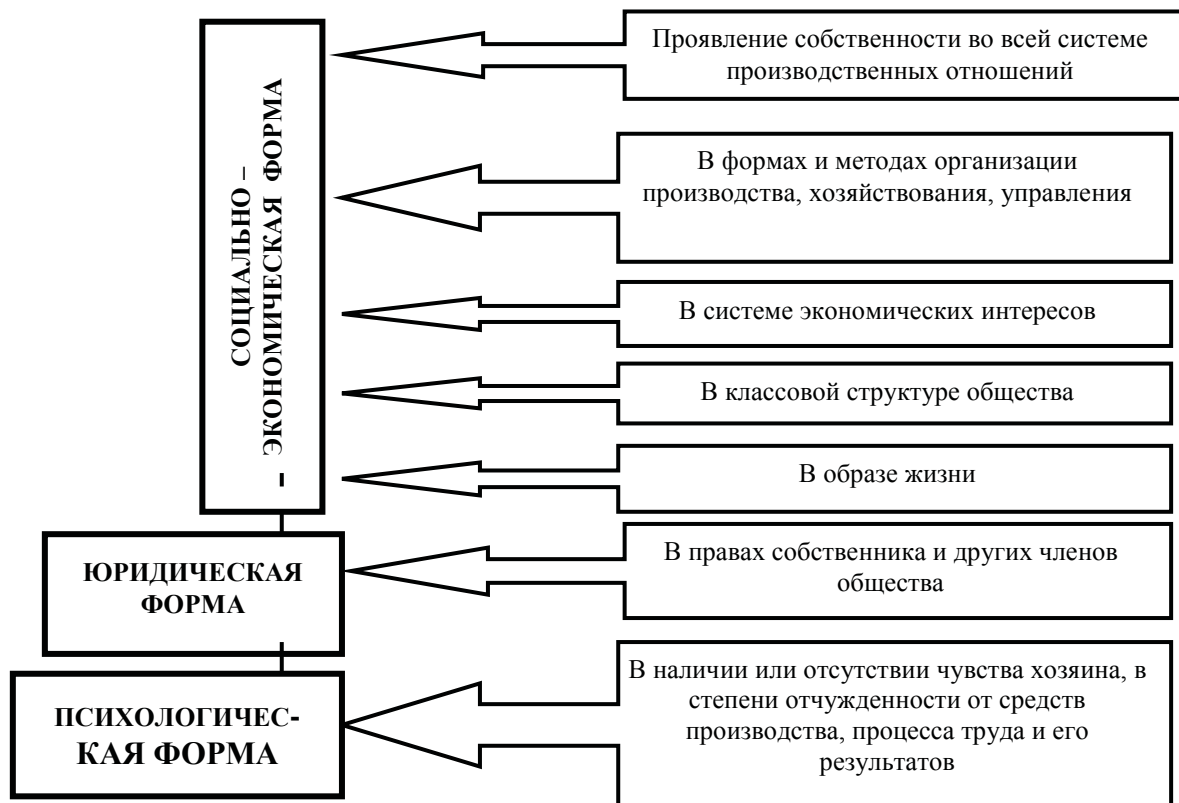 СОЦИАЛЬНО –
– ЭКОНОМИЧЕСКАЯ ФОРМА
Проявление собственности во всей системе
производственных отношений
В формах и методах организации
производства, хозяйствования, управления
В системе экономических интересов
В классовой структуре общества
В образе жизни
ЮРИДИЧЕСКАЯ
ФОРМА
В правах собственника и других членов
общества
ПСИХОЛОГИЧЕС-
КАЯ ФОРМА
В наличии или отсутствии чувства хозяина, в
степени отчужденности от средств
производства, процесса труда и его
результатов